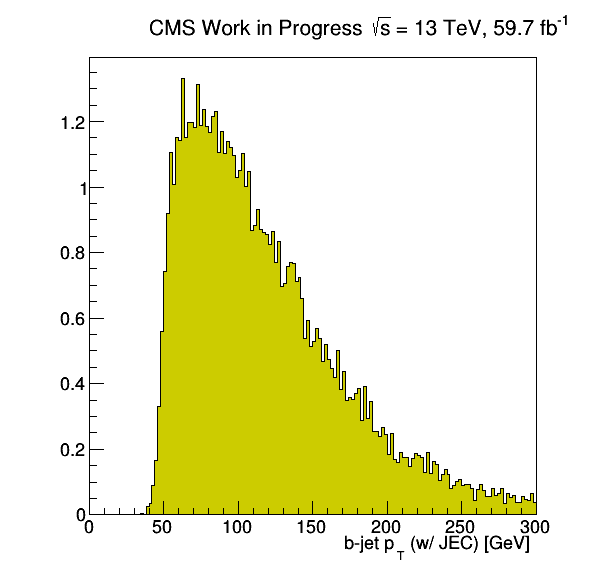 CMS Work in Progress √s = 13 TeV, 59.7 fb⁻¹
1.2
1
0.8
0.6
0.4
0.2
0
0 50 100 150 200 250 300
b-jet p_T (w/ JEC) [GeV]